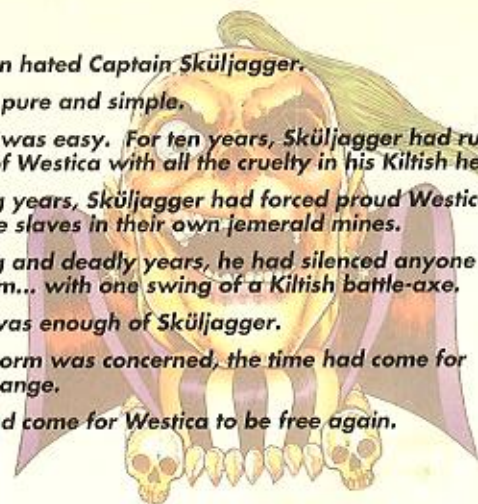 n hated Captain Sküljagger.
pure and simple.
was easy. For ten years, Sküljagger had ru
of Westica with all the cruelty in his Kiltish he
g years, Sküljagger had forced proud Westic
e slaves in their own jemerald mines.
g and deadly years, he had silenced anyone
m... with one swing of a Kiltish battle-axe.
was enough of Sküljagger.
orm was concerned, the time had come for
ange.
d come for Westica to be free again.